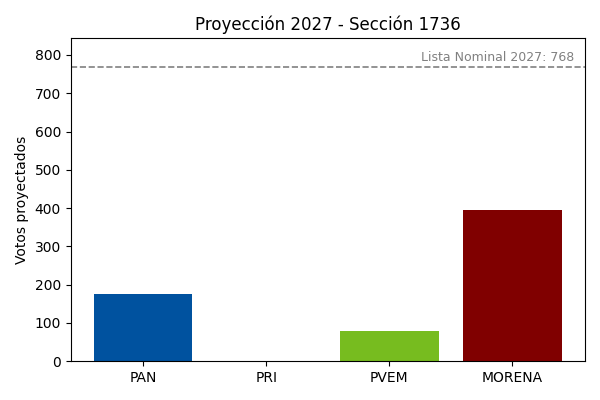 Proyección 2027 - Sección 1736
Lista Nominal 2027: 768
Votos proyectados
800
700
600
500
400
300
200
100
0
PAN PRI PVEM MORENA